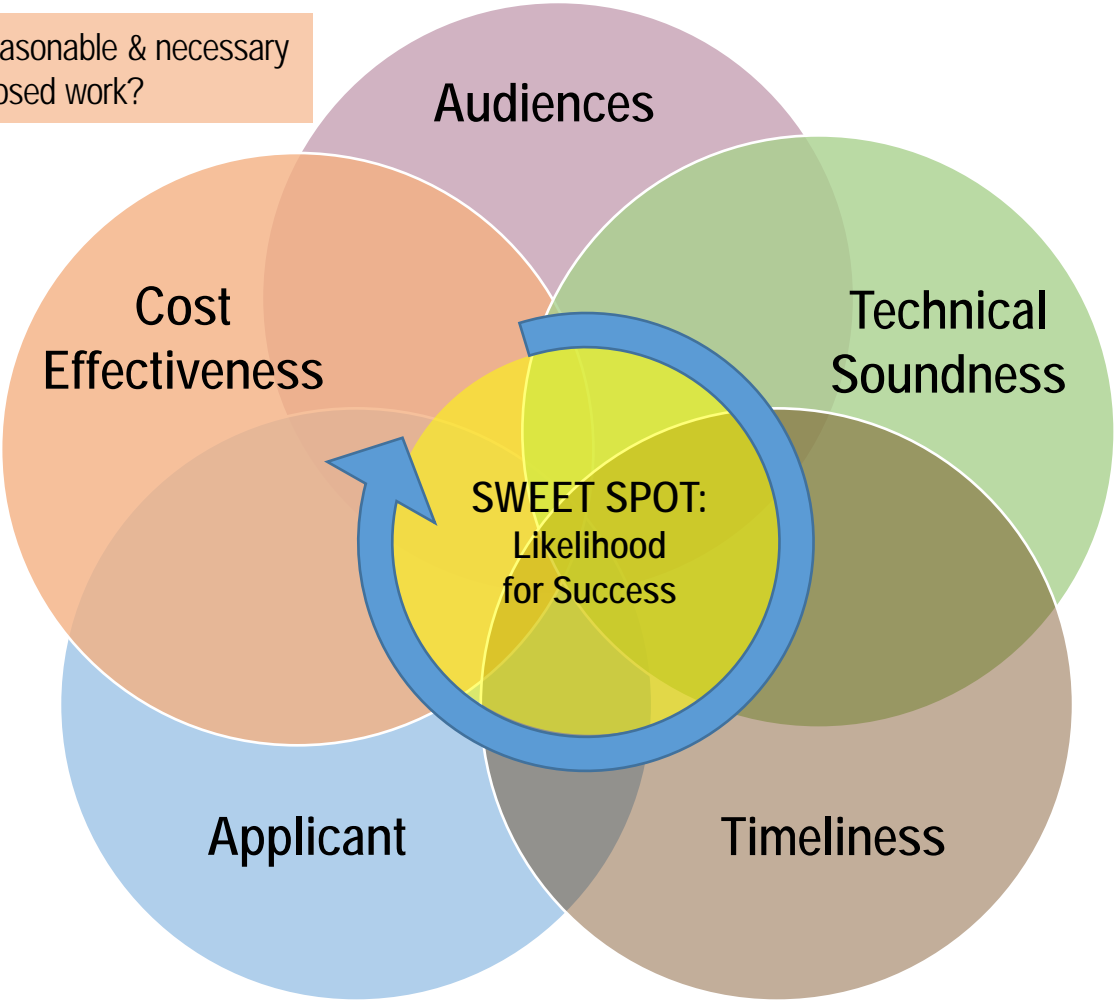 asonable & necessary
osed work?
Audiences
Cost
Effectiveness
Technical
Soundness
SWEET SPOT:
Likelihood
for Success
Applicant
Timeliness